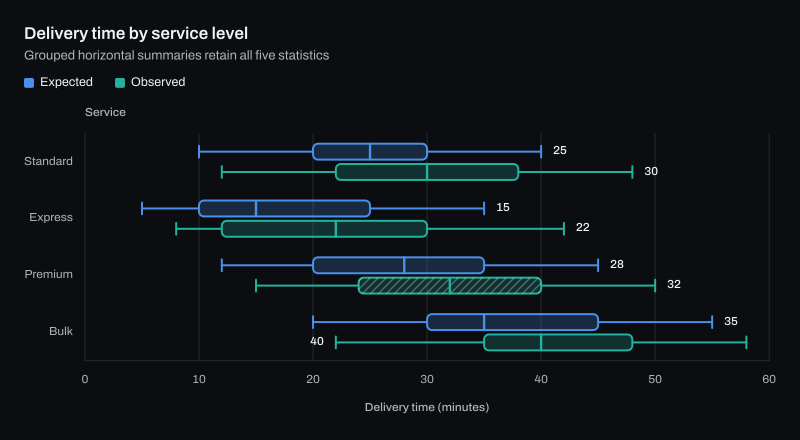 Delivery time by service level
Grouped horizontal summaries retain all five statistics
Expected Observed
Service
Standard 25
30
Express 15
22
Premium 28
32
Bulk 35
40
0 10 20 30 40 50 60
Delivery time (minutes)